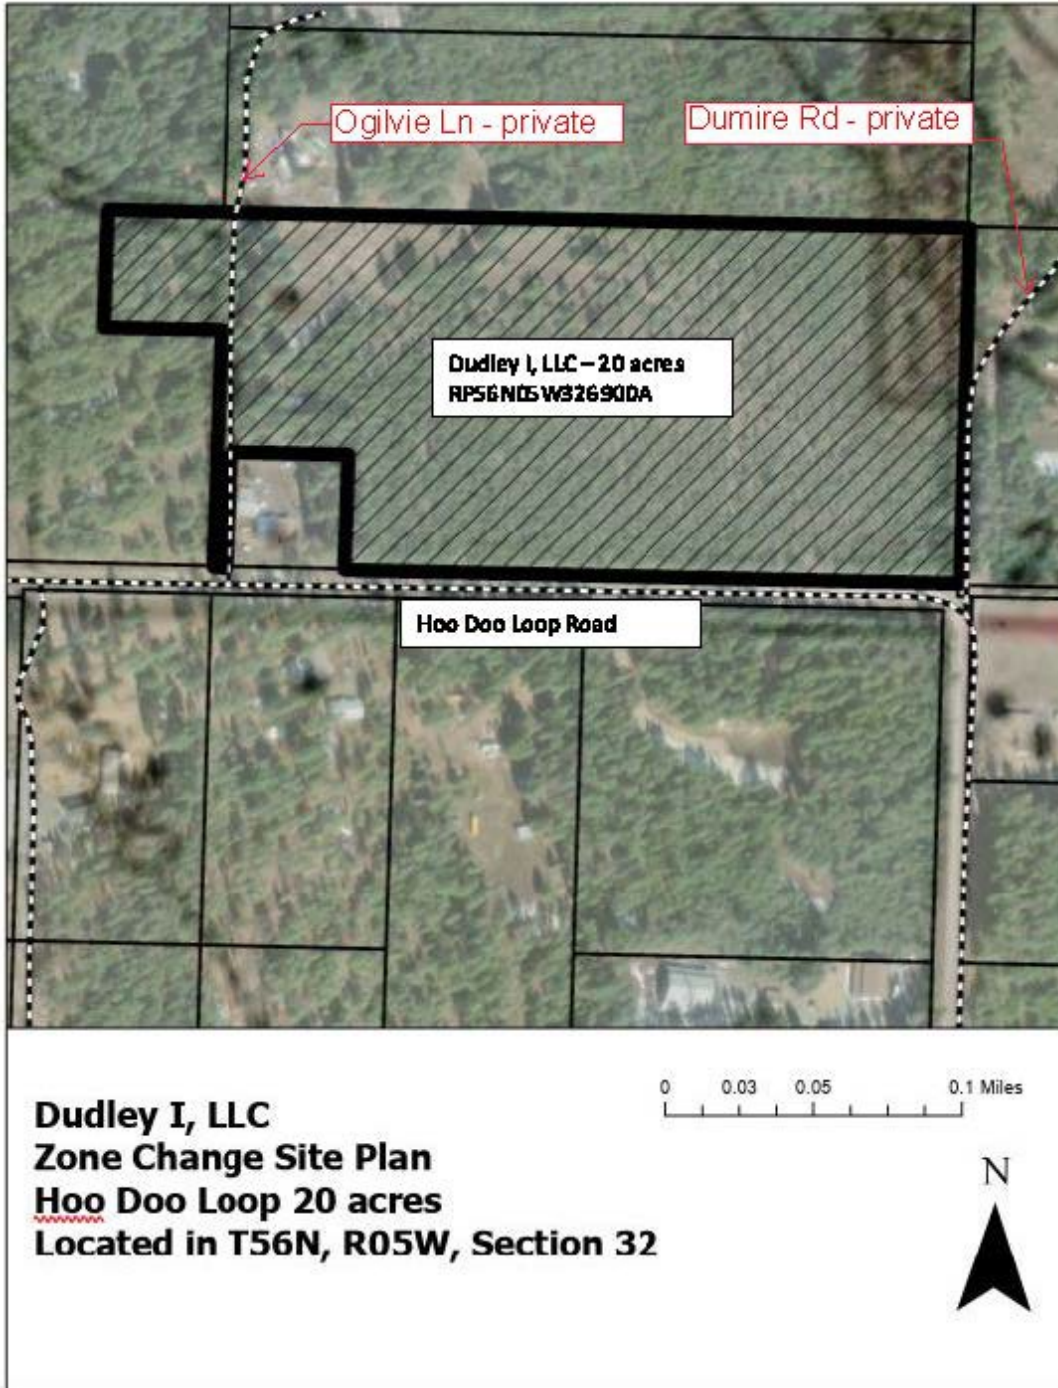 Ogilvie Ln - private
Dumire Rd - private
Dudley I, LLC – 20 acres
RP56N05W326900A
Hoo Doo Loop Road
0 0.03 0.05 0.1 Miles
Dudley I, LLC
Zone Change Site Plan
Hoo Doo Loop 20 acres
Located in T56N, R05W, Section 32
N